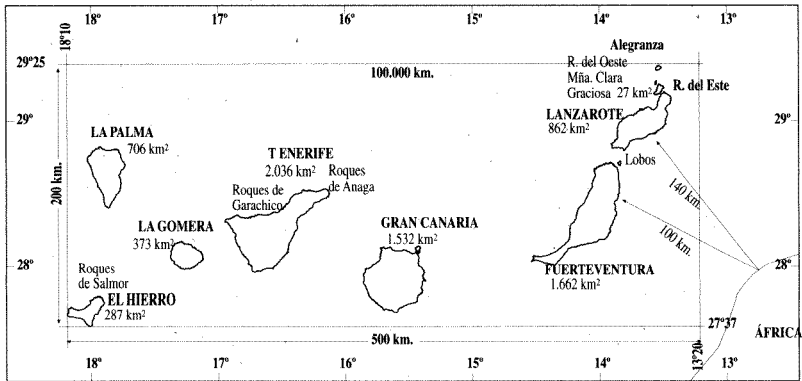 18º 17º 16º 15º 14º 13º
18º10
29º25
100.000 km.
Alegranza
R. del Oeste
Mña. Clara
Graciosa 27 km²
R. del Este
29º
29º
LANZAROTE
862 km²
LA PALMA
706 km²
T ENERIFE
2.036 km²
Roques
de Anaga
Roques de
Garachico
Lobos
200 km.
140 km.
100 km.
LA GOMERA
373 km²
GRAN CANARIA
1.532 km²
28º
28º
FUERTEVENTURA
1.662 km²
Roques
de Salmor
EL HIERRO
287 km²
27º37
ÁFRICA
500 km.
13º20
18º 17º 16º 15º 14º 13º